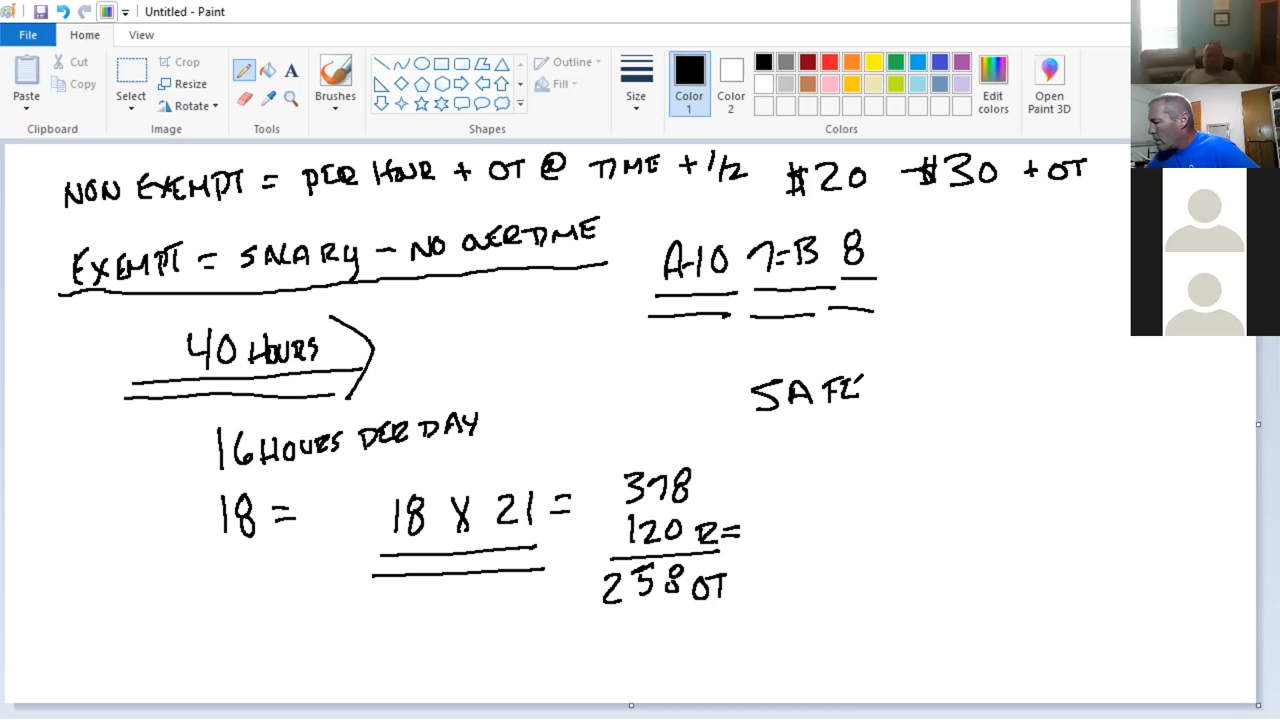 Untitled - Paint
File Home View
Paste Cut Copy Clipboard
Select Crop Resize Rotate Image
Tools
Brushes
Outline Fill Shapes
Size
Color 1 Color 2 Edit colors Colors
Open Paint 3D
NON EXEMPT = PER HOUR + OT @ TIME + 1/2 $20 $30 + OT
EXEMPT = SALARY - NO OVERTIME
A-10 7=B 8
40 HOURS
SAFE
16 HOURS PER DAY
18 = 18 X 21 = 378
120 R=
258 OT